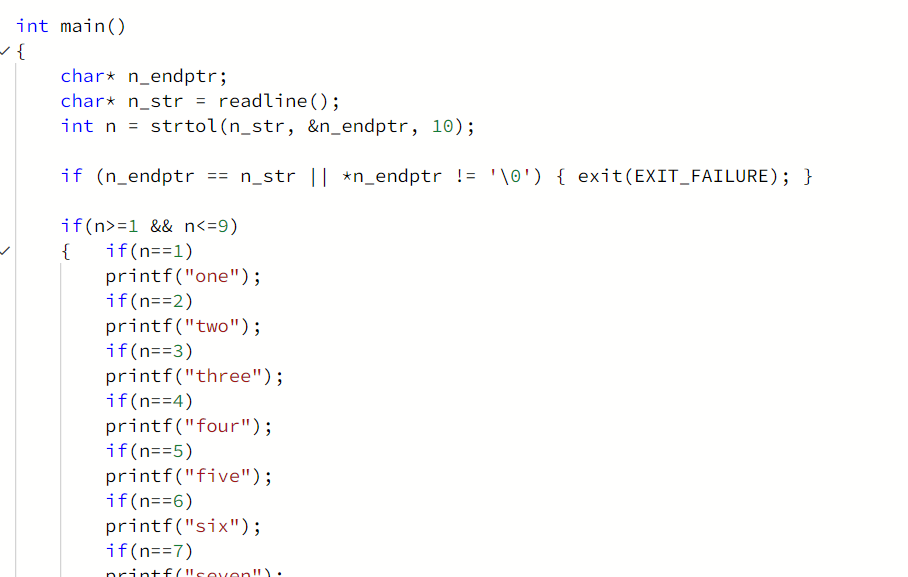 int main()
{
    char* n_endptr;
    char* n_str = readline();
    int n = strtol(n_str, &n_endptr, 10);

    if (n_endptr == n_str || *n_endptr != '\0') { exit(EXIT_FAILURE); }

    if(n>=1 && n<=9)
    {   if(n==1)
        printf("one");
        if(n==2)
        printf("two");
        if(n==3)
        printf("three");
        if(n==4)
        printf("four");
        if(n==5)
        printf("five");
        if(n==6)
        printf("six");
        if(n==7)
        printf("seven");